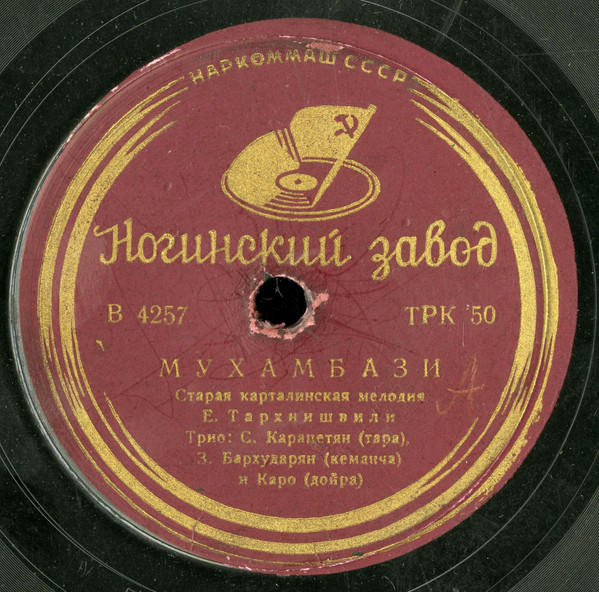 НАРКОММАШ СССР
Ногинский завод
В 4257 ТРК 50
МУХАМБАЗИ
Старая карталинская мелодия
Е. Тархнишвили
Трио: С. Карапетян (тара),
З. Бархударян (кеманча)
и Каро (дойра)
А